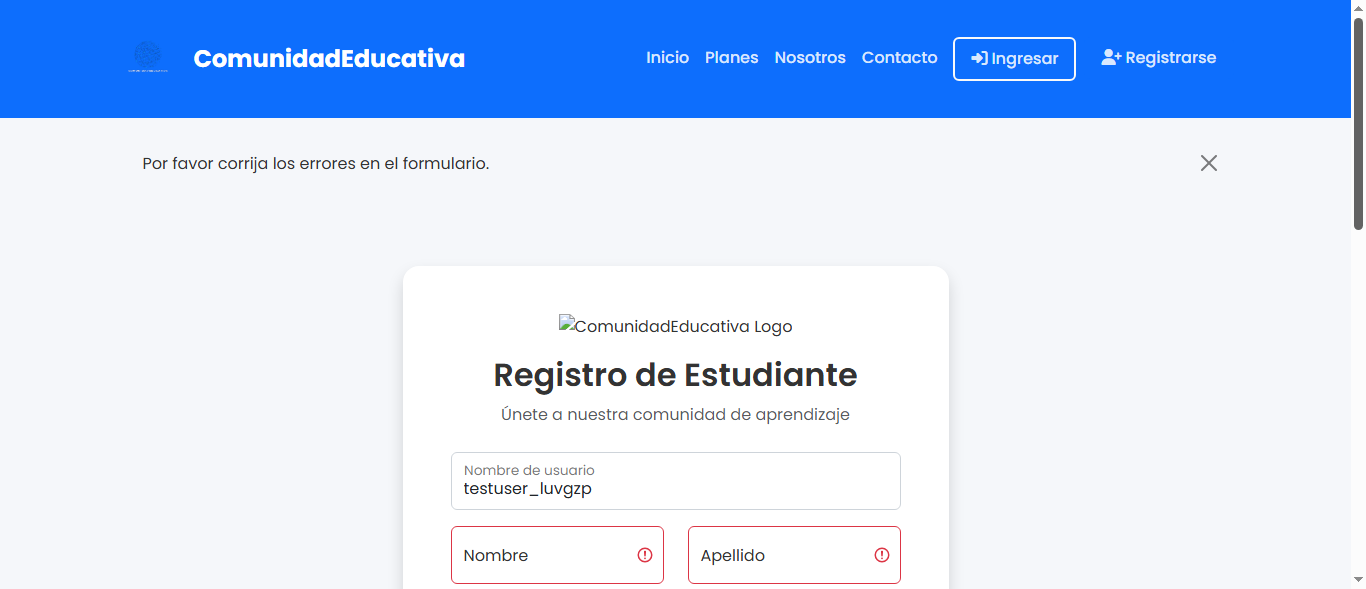 ComunidadEducativa
Inicio Planes Nosotros Contacto Ingresar Registrarse
Por favor corrija los errores en el formulario.
ComunidadEducativa Logo
Registro de Estudiante
Únete a nuestra comunidad de aprendizaje
Nombre de usuario
testuser_luvgzp
Nombre Apellido